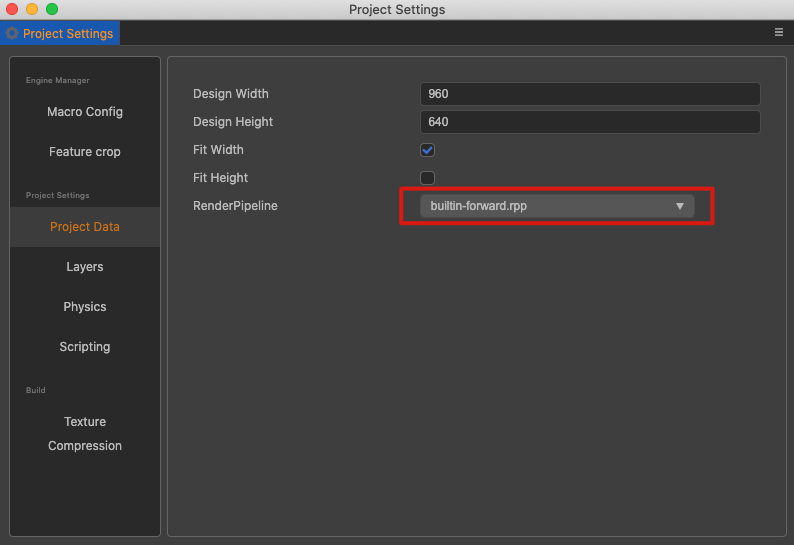 Project Settings
Project Settings
Engine Manager
Macro Config
Feature crop
Project Settings
Project Data
Layers
Physics
Scripting
Build
Texture
Compression
Design Width
960
Design Height
640
Fit Width
Fit Height
RenderPipeline
builtin-forward.rpp